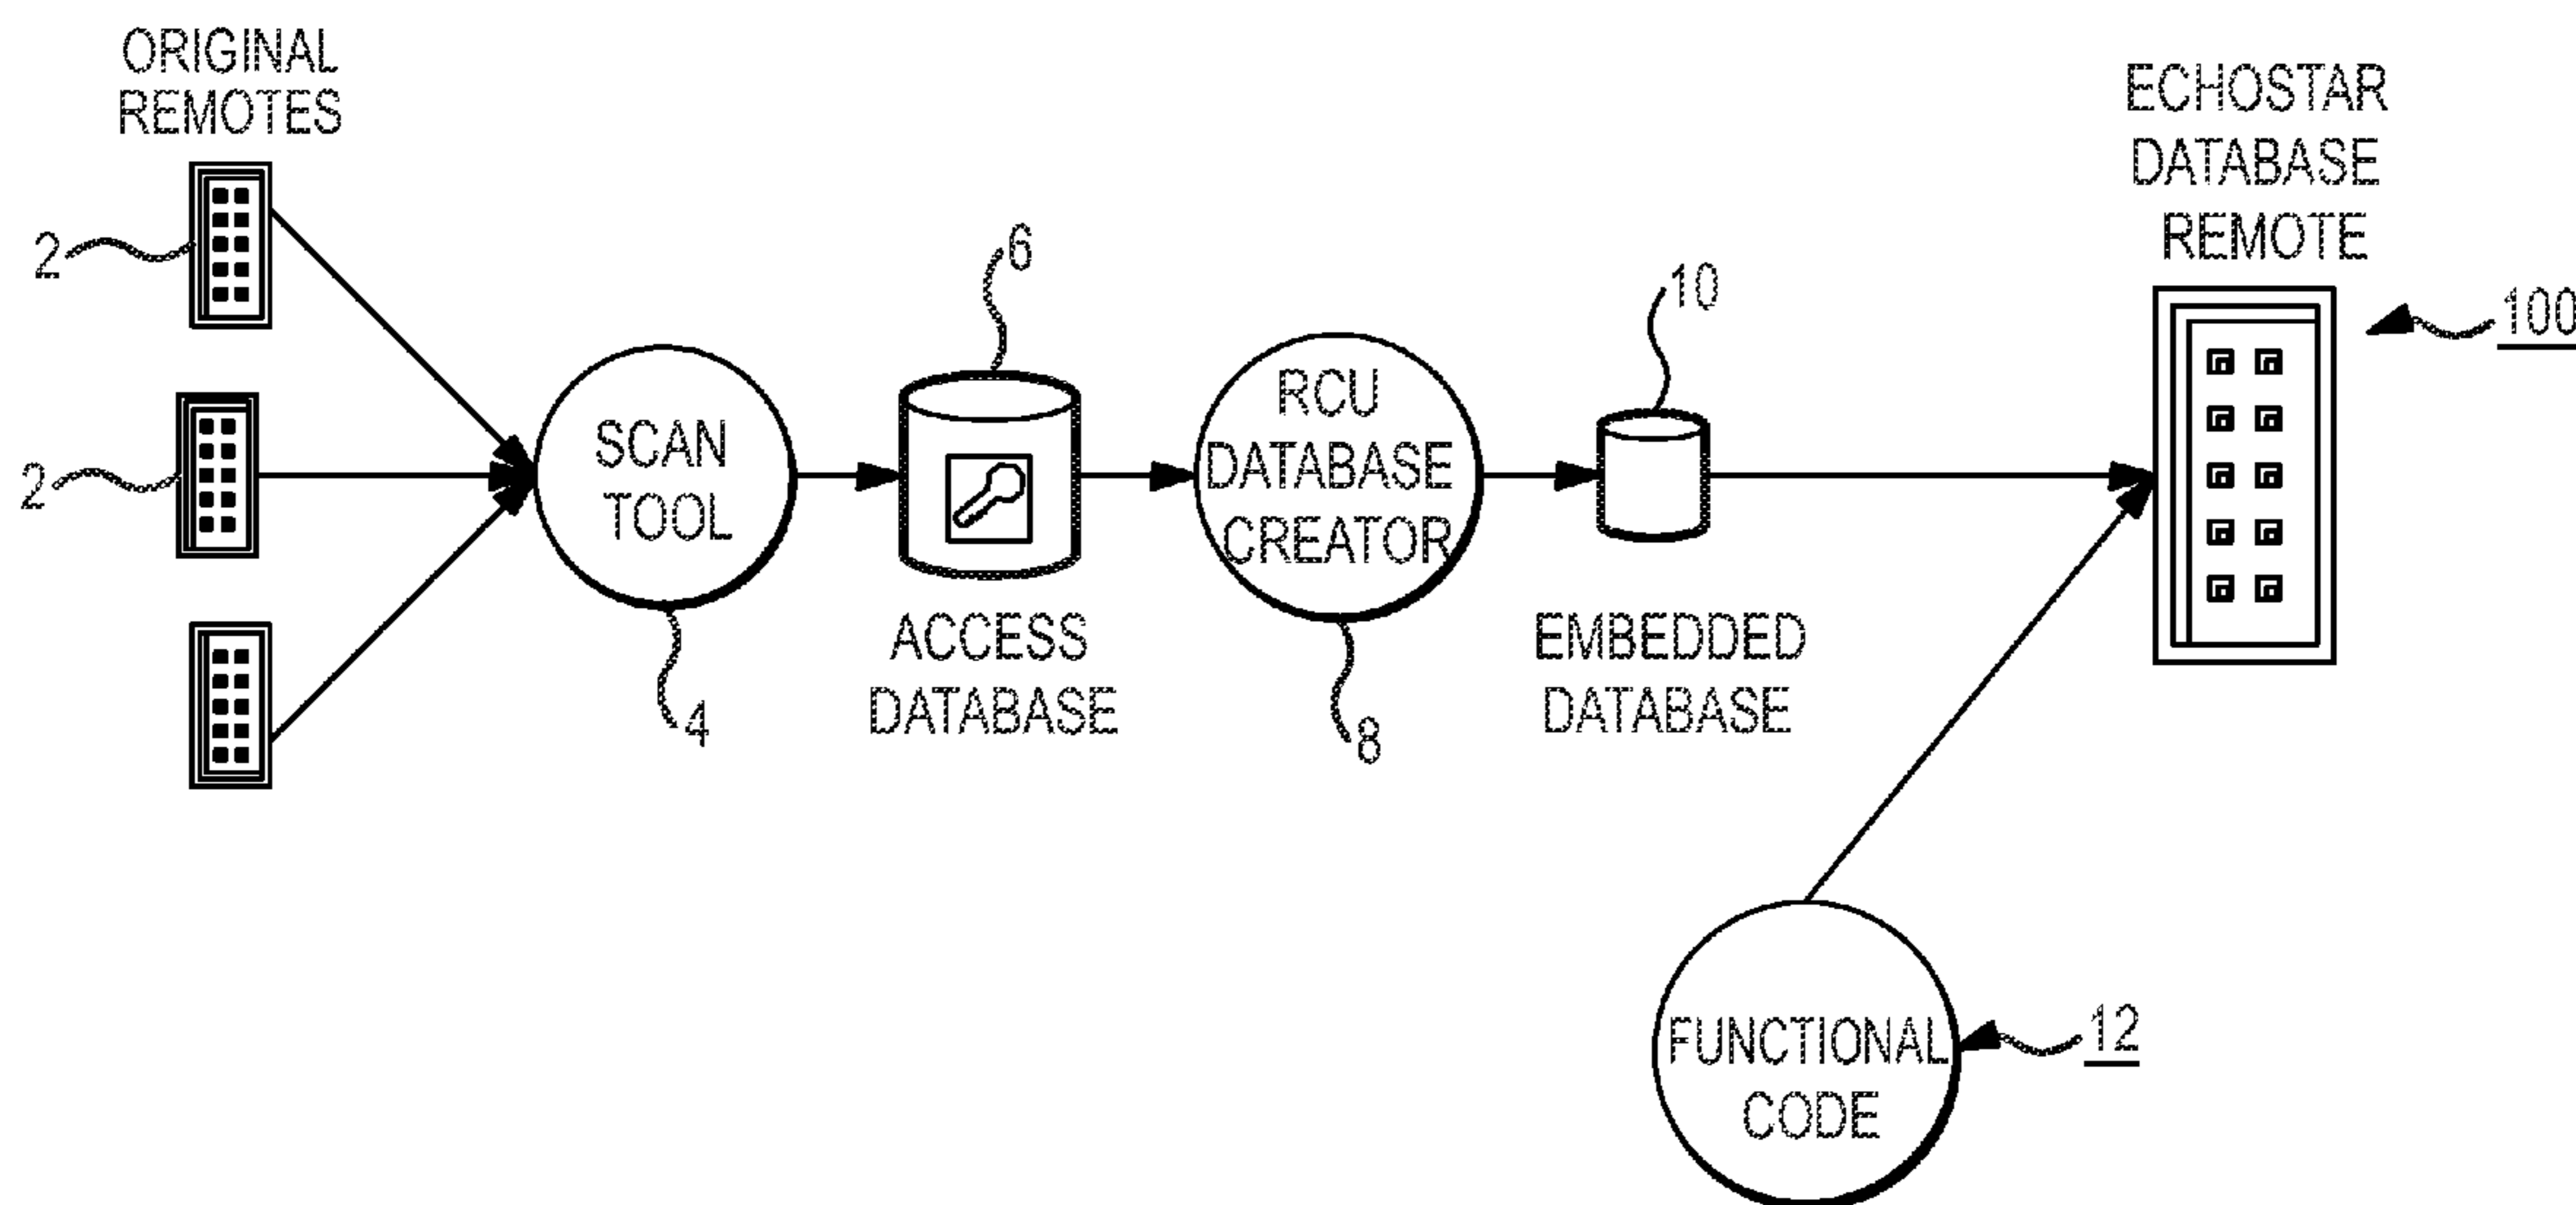 ORIGINAL
REMOTES
2
2
SCAN
TOOL
4
6
ACCESS
DATABASE
RCU
DATABASE
CREATOR
8
10
EMBEDDED
DATABASE
ECHOSTAR
DATABASE
REMOTE
100
FUNCTIONAL
CODE
12